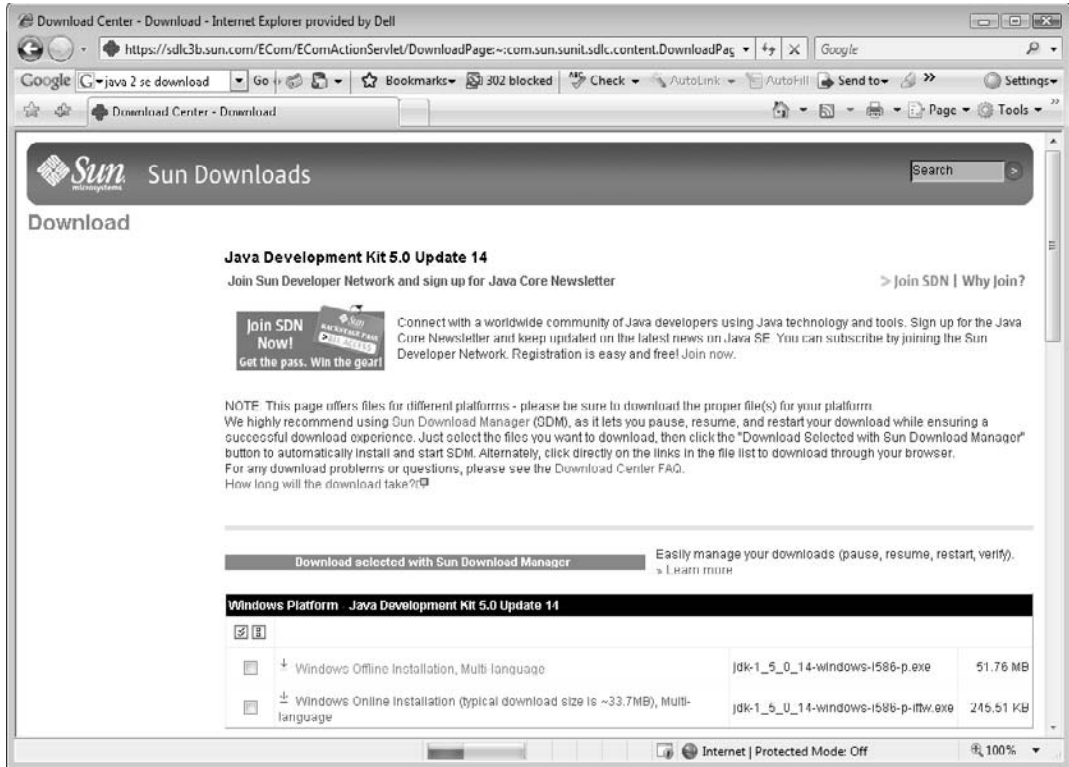 Download Center - Download - Internet Explorer provided by Dell
https://sdlc3b.sun.com/ECom/EComActionServlet/DownloadPage:~:com.sun.sunit.sdlc.content.DownloadPag
Google
Google java 2 se download Go Bookmarks 302 blocked Check AutoLink AutoFill Send to Settings
Download Center - Download Page Tools
Sun microsystems Sun Downloads Search
Download
Java Development Kit 5.0 Update 14
Join Sun Developer Network and sign up for Java Core Newsletter > Join SDN | Why Join?
Join SDN Now!
Sun
BACKSTAGE PASS
ALL ACCESS
Get the pass. Win the gear!
Connect with a worldwide community of Java developers using Java technology and tools. Sign up for the Java
Core Newsletter and keep updated on the latest news on Java SE. You can subscribe by joining the Sun
Developer Network. Registration is easy and free! Join now.
NOTE: This page offers files for different platforms - please be sure to download the proper file(s) for your platform.
We highly recommend using Sun Download Manager (SDM), as it lets you pause, resume, and restart your download while ensuring a
successful download experience. Just select the files you want to download, then click the "Download Selected with Sun Download Manager"
button to automatically install and start SDM. Alternately, click directly on the links in the file list to download through your browser.
For any download problems or questions, please see the Download Center FAQ.
How long will the download take?
Download selected with Sun Download Manager
Easily manage your downloads (pause, resume, restart, verify).
» Learn more
Windows Platform - Java Development Kit 5.0 Update 14
Windows Offline Installation, Multi-language jdk-1_5_0_14-windows-i586-p.exe 51.76 MB
Windows Online Installation (typical download size is ~33.7MB), Multi-
language jdk-1_5_0_14-windows-i586-p-iftw.exe 245.51 KB
Internet | Protected Mode: Off 100%